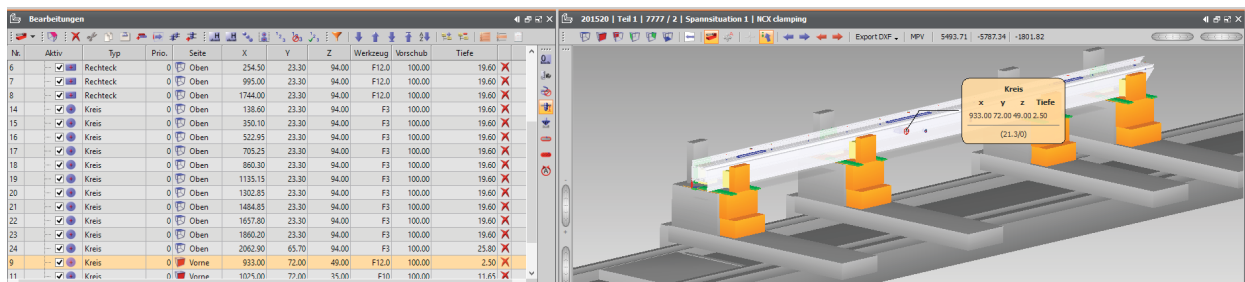 Bearbeitungen
201520 | Teil 1 | 7777 / 2 | Spannsituation 1 | NCX clamping
Export DXF MPV 5493.71 -5787.34 -1801.82
Nr. Aktiv Typ Prio. Seite X Y Z Werkzeug Vorschub Tiefe
6 Rechteck 0 Oben 254.50 23.30 94.00 F12.0 100.00 19.60
7 Rechteck 0 Oben 995.00 23.30 94.00 F12.0 100.00 19.60
8 Rechteck 0 Oben 1744.00 23.30 94.00 F12.0 100.00 19.60
14 Kreis 0 Oben 138.60 23.30 94.00 F3 100.00 19.60
15 Kreis 0 Oben 350.10 23.30 94.00 F3 100.00 19.60
16 Kreis 0 Oben 522.95 23.30 94.00 F3 100.00 19.60
17 Kreis 0 Oben 705.25 23.30 94.00 F3 100.00 19.60
18 Kreis 0 Oben 860.30 23.30 94.00 F3 100.00 19.60
19 Kreis 0 Oben 1135.15 23.30 94.00 F3 100.00 19.60
20 Kreis 0 Oben 1302.85 23.30 94.00 F3 100.00 19.60
21 Kreis 0 Oben 1484.85 23.30 94.00 F3 100.00 19.60
22 Kreis 0 Oben 1657.80 23.30 94.00 F3 100.00 19.60
23 Kreis 0 Oben 1860.20 23.30 94.00 F3 100.00 19.60
24 Kreis 0 Oben 2062.90 65.70 94.00 F3 100.00 25.80
9 Kreis 0 Vorne 933.00 72.00 49.00 F12.0 100.00 2.50
11 Kreis 0 Vorne 1025.00 72.00 35.00 F10 100.00 11.65
Kreis
x y z Tiefe
933.00 72.00 49.00 2.50
(21.3/0)